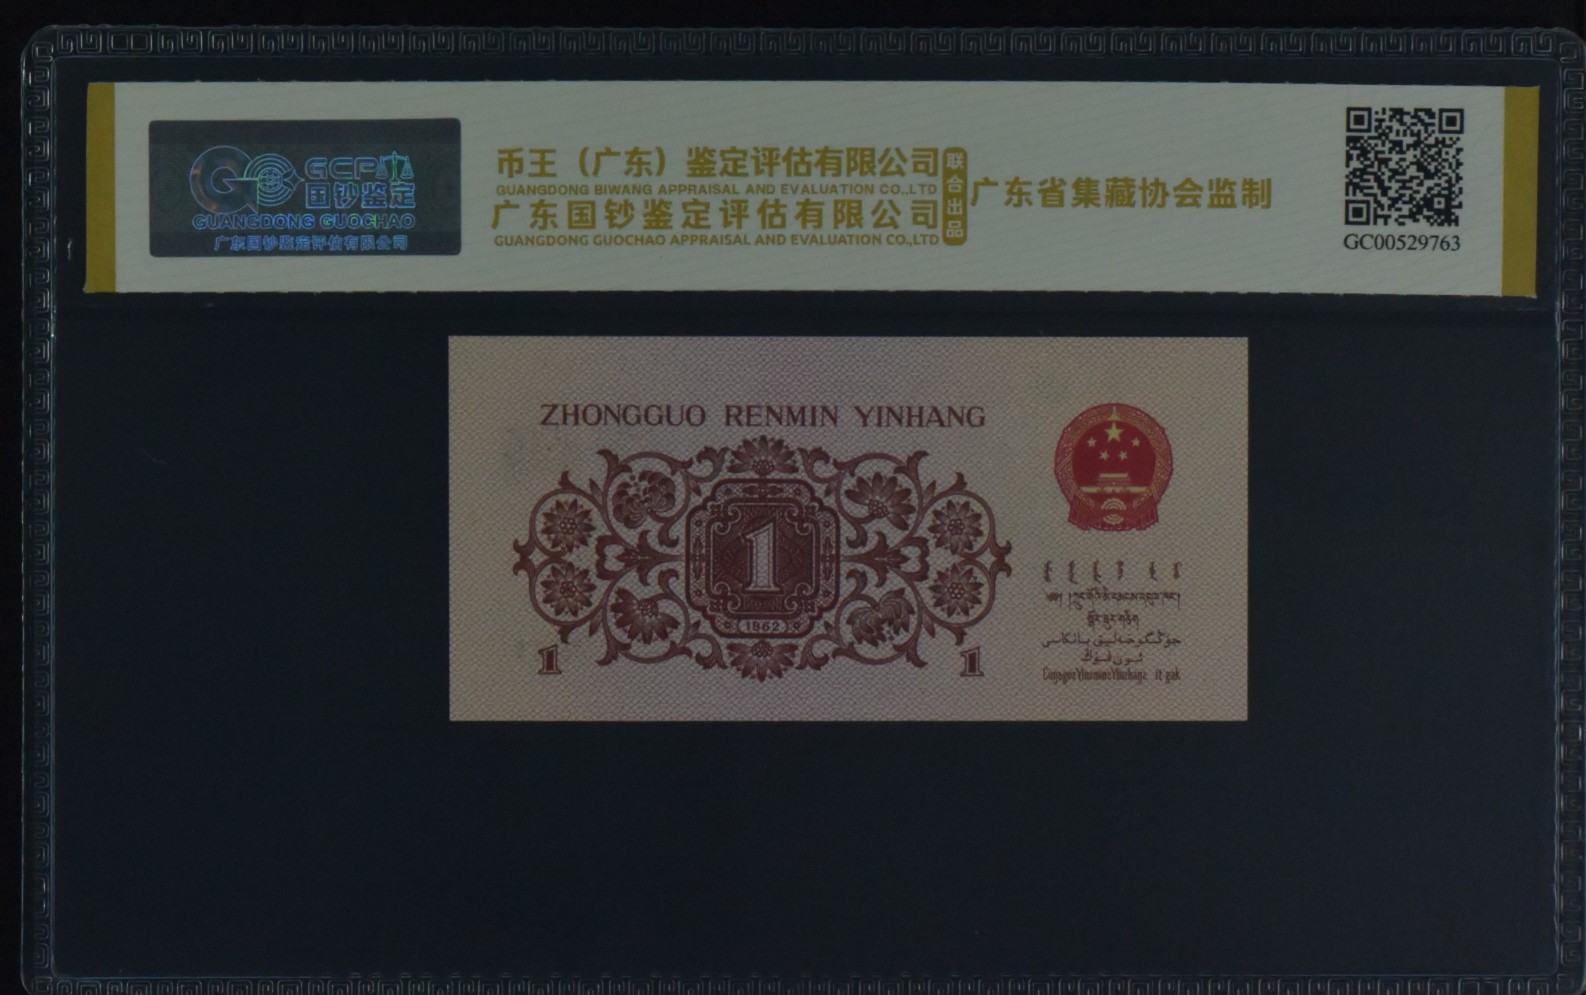 GCP
国钞鉴定
GUANGDONG GUOCHAO
广东国钞鉴定评估有限公司
币王（广东）鉴定评估有限公司
GUANGDONG BIWANG APPRAISAL AND EVALUATION CO.,LTD
广东国钞鉴定评估有限公司
GUANGDONG GUOCHAO APPRAISAL AND EVALUATION CO.,LTD
联合出品
广东省集藏协会监制
GC00529763
ZHONGGUO RENMIN YINHANG
1
1962
1
1